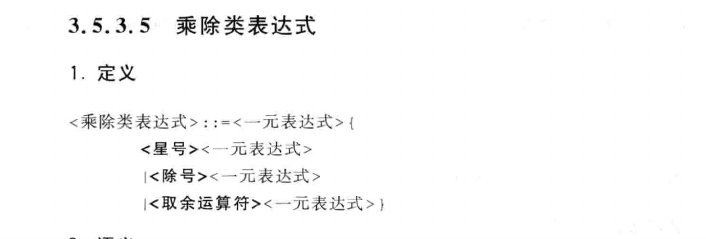 3.5.3.5 乘除类表达式
1. 定义
<乘除类表达式>::=<一元表达式>{
<星号><一元表达式>
|<除号><一元表达式>
|<取余运算符><一元表达式>}